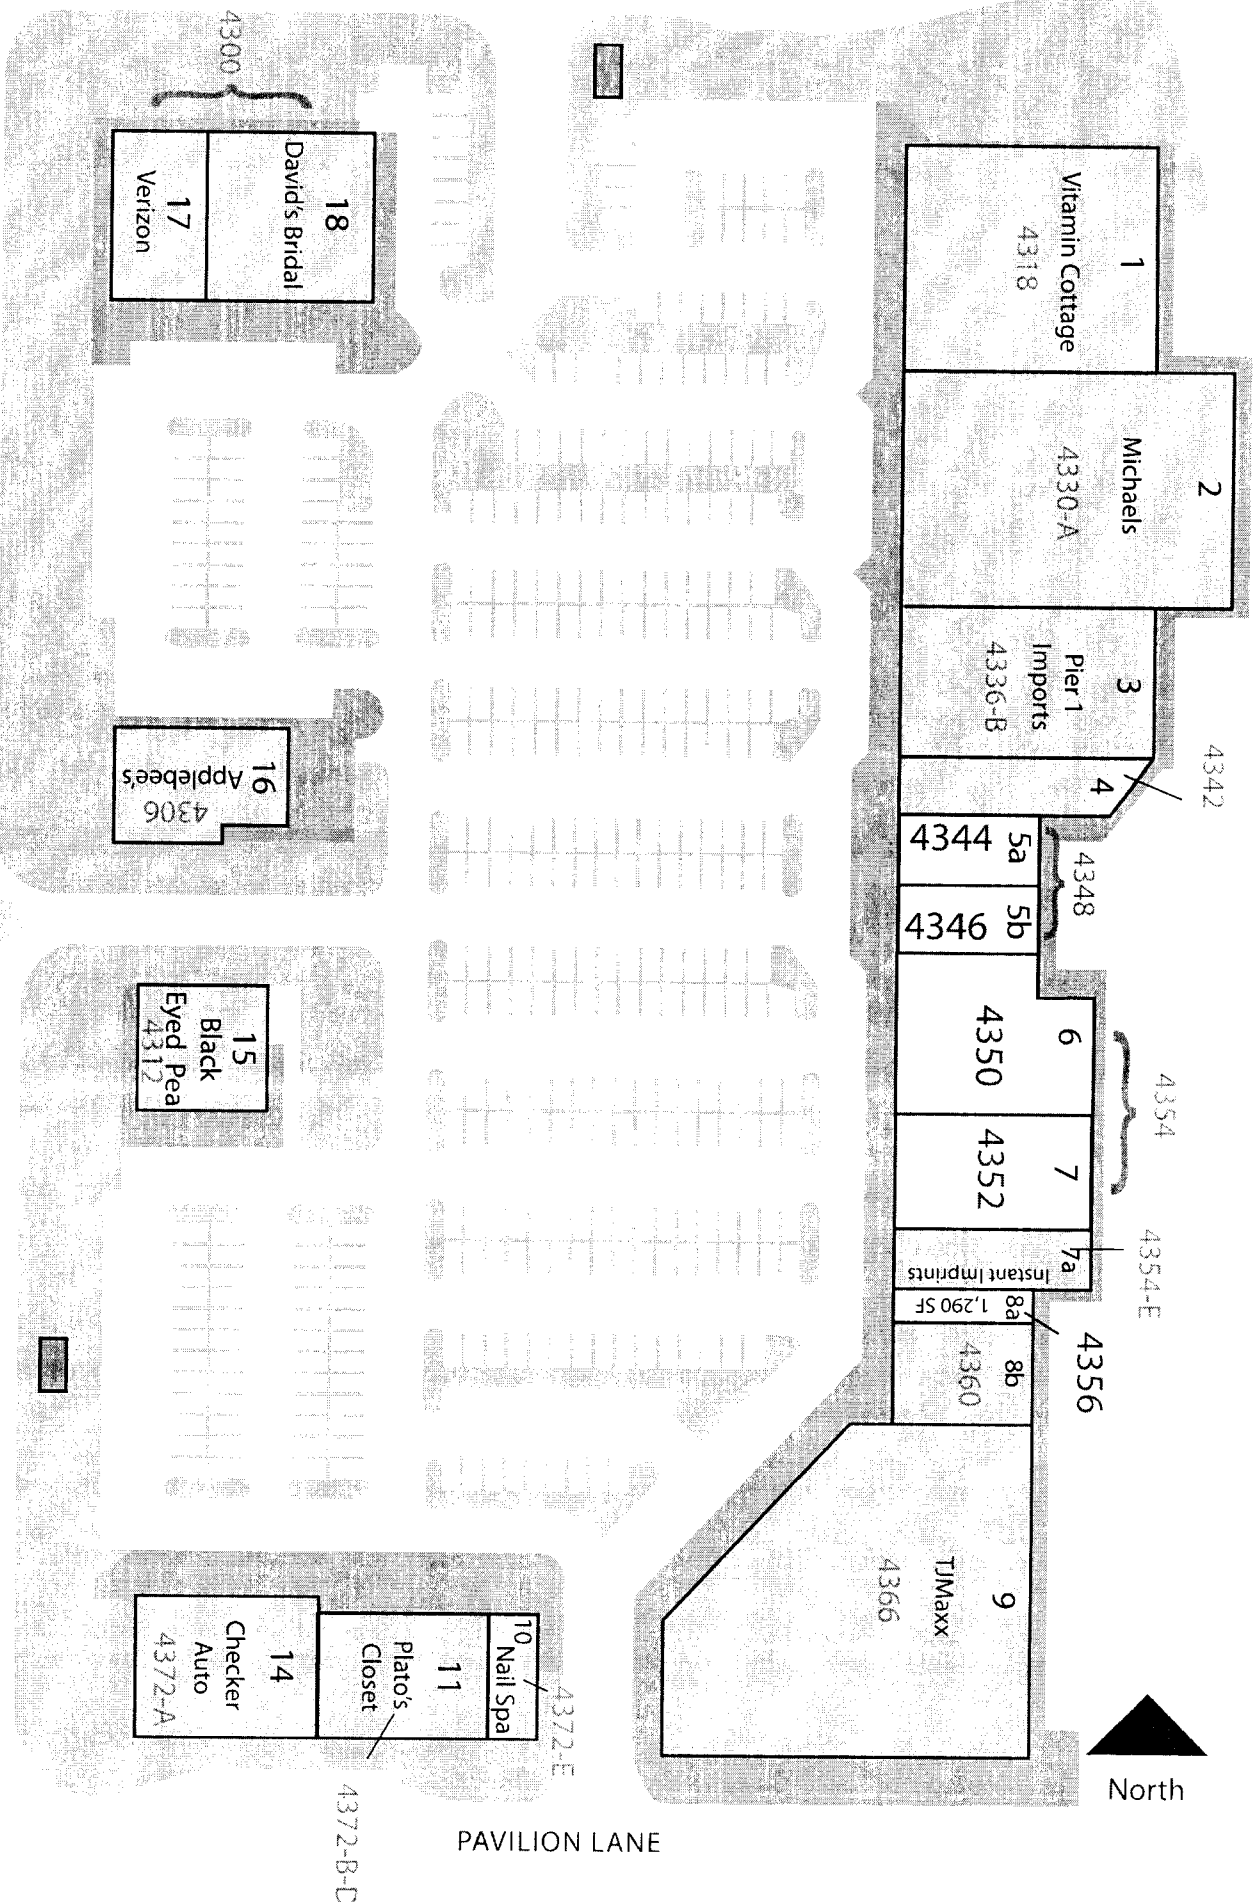 4300
18
David's Bridal
17
Verizon
1
Vitamin Cottage
4318
2
Michaels
4330-A
3
Pier 1
Imports
4336-B
4
4342
5a
4344
5b
4346
4348
6
4350
7
4352
4354
7a
Instant Imprints
4354-E
8a
1,290 SF
4356
8b
4360
9
TJMaxx
4366
16
Applebee's
4306
15
Black
Eyed Pea
4312
10
Nail Spa
4372-E
11
Plato's
Closet
4372-B-D
14
Checker
Auto
4372-A
North
PAVILION LANE